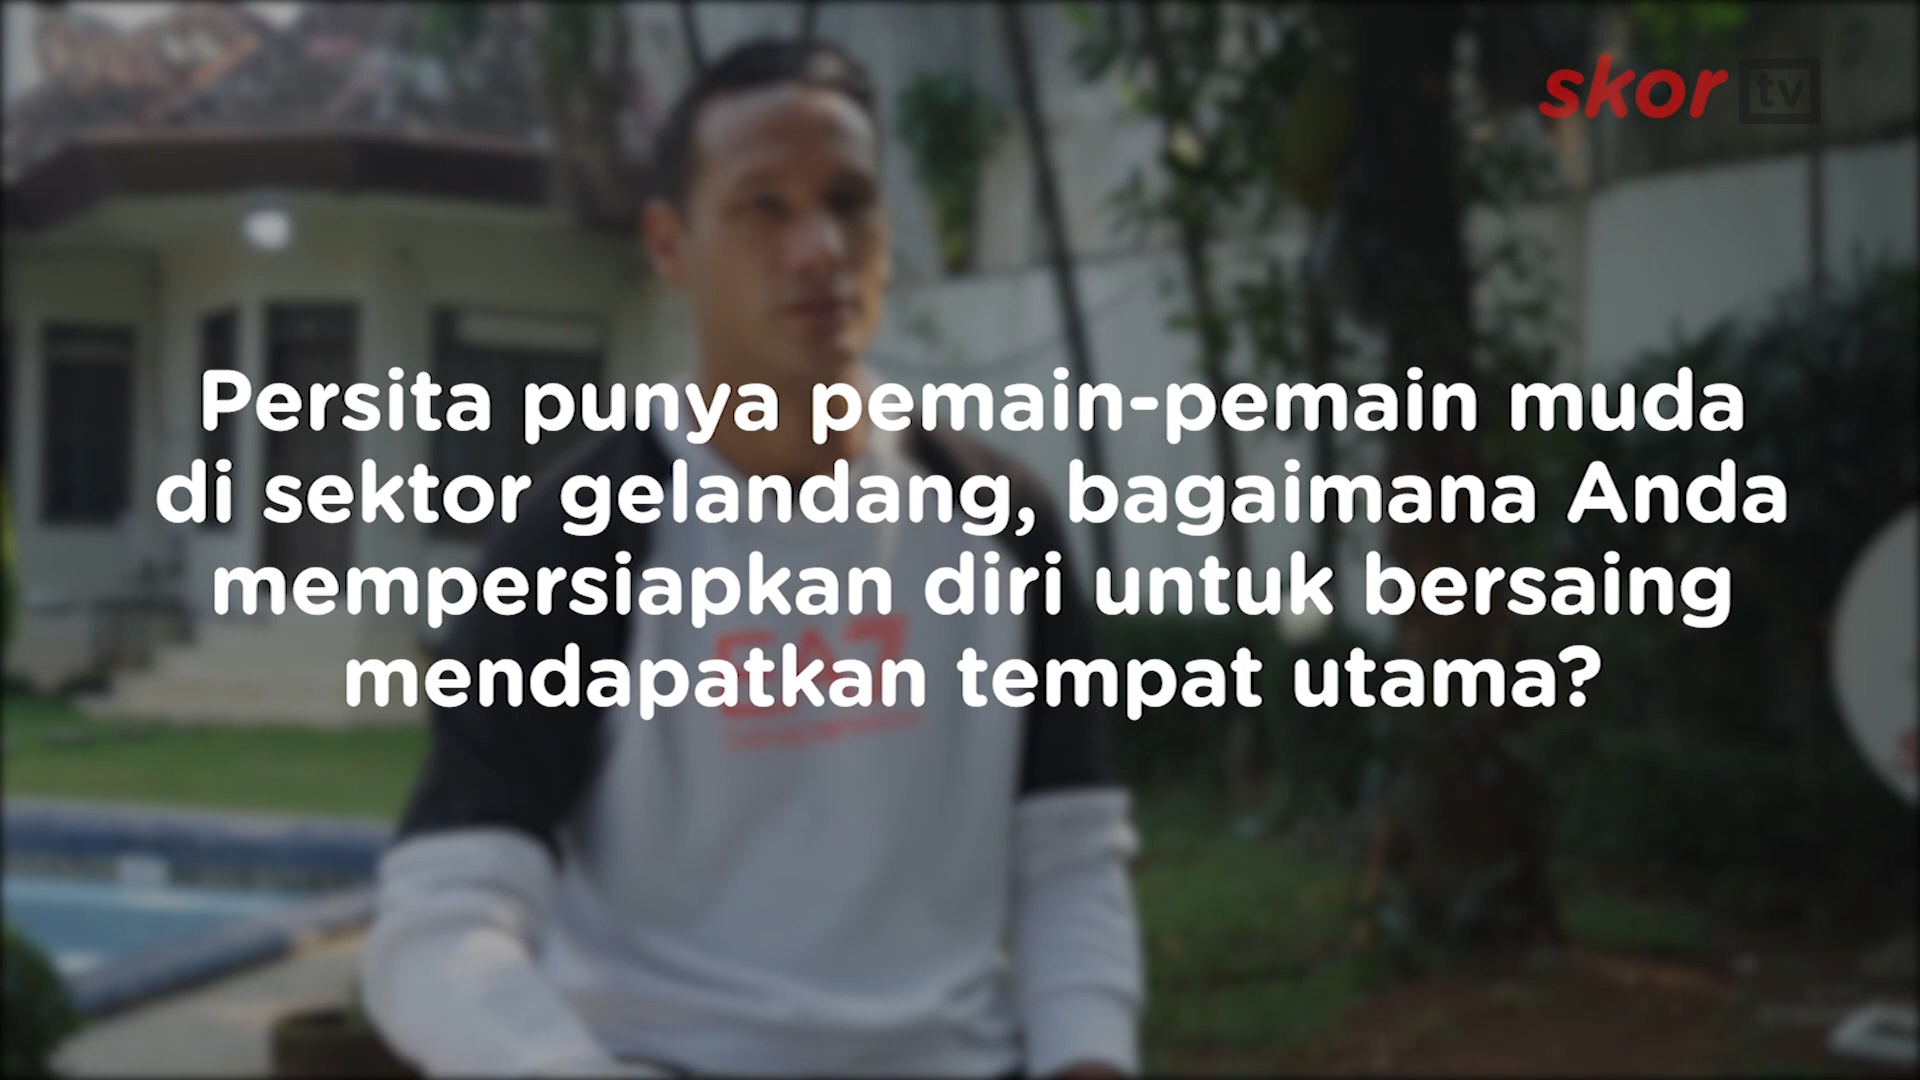 skor tv
Persita punya pemain-pemain muda
di sektor gelandang, bagaimana Anda
mempersiapkan diri untuk bersaing
mendapatkan tempat utama?
EA7